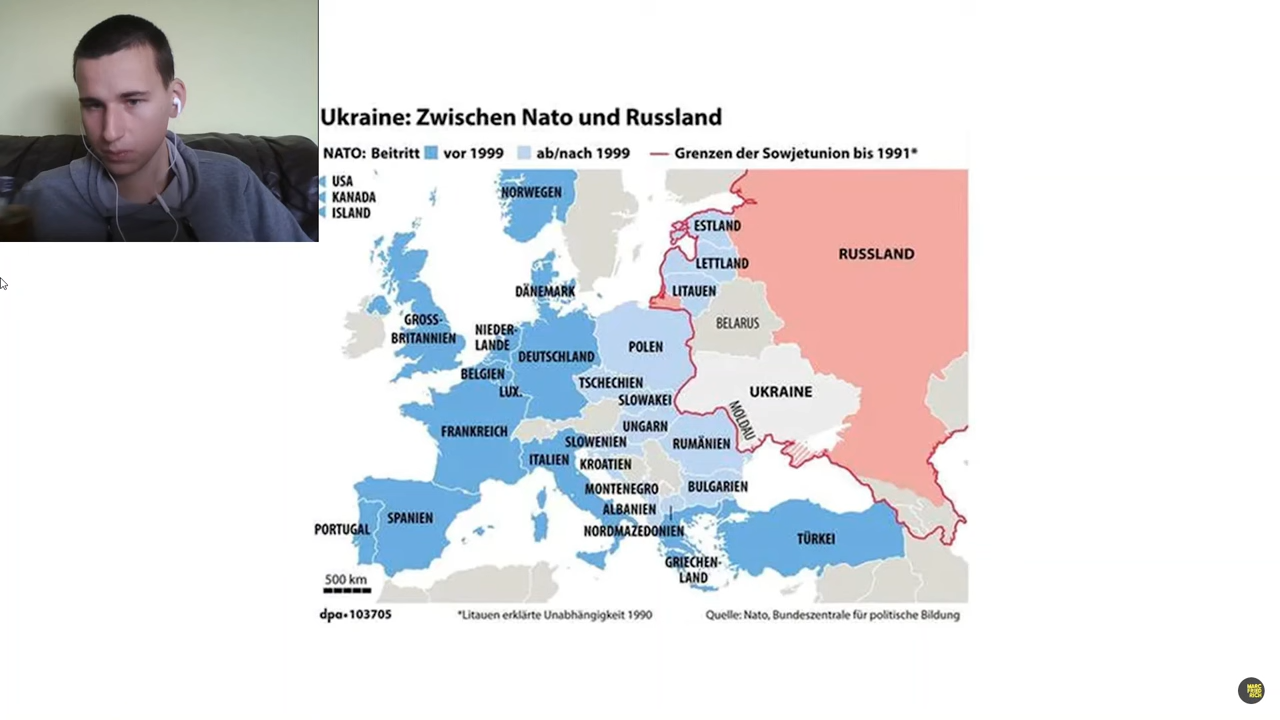 Ukraine: Zwischen Nato und Russland
NATO: Beitritt vor 1999 ab/nach 1999 Grenzen der Sowjetunion bis 1991*
USA
KANADA
ISLAND
NORWEGEN
ESTLAND
RUSSLAND
LETTLAND
DÄNEMARK
LITAUEN
GROSS-
BRITANNIEN
NIEDER-
LANDE
BELARUS
DEUTSCHLAND
POLEN
BELGIEN
TSCHECHIEN
LUX.
SLOWAKEI
UKRAINE
MOLDAU
FRANKREICH
UNGARN
SLOWENIEN
RUMÄNIEN
ITALIEN
KROATIEN
MONTENEGRO
BULGARIEN
ALBANIEN
PORTUGAL
SPANIEN
NORDMAZEDONIEN
TÜRKEI
GRIECHEN-
LAND
500 km
dpa•103705
*Litauen erklärte Unabhängigkeit 1990
Quelle: Nato, Bundeszentrale für politische Bildung
MARC
FRIED
RICH